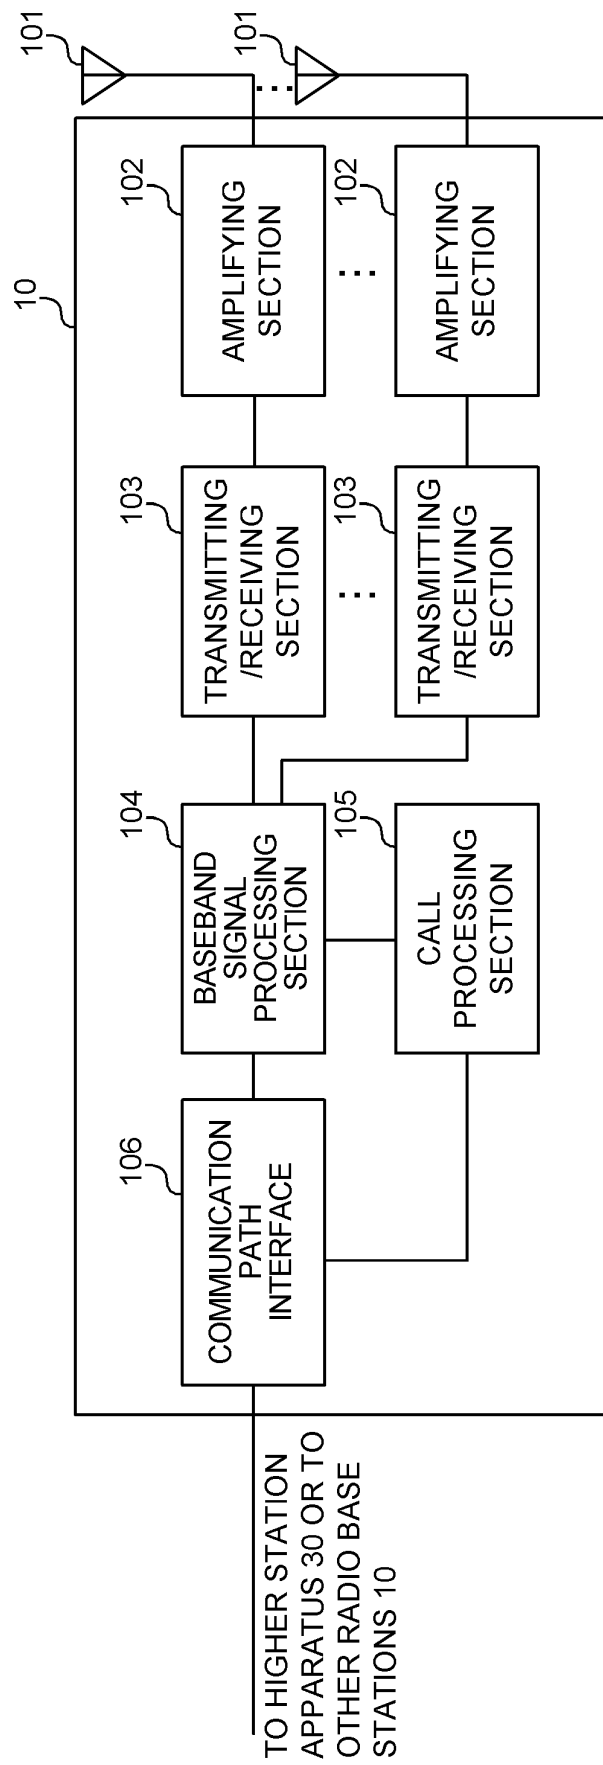 10
101
101
102
AMPLIFYING
SECTION
102
AMPLIFYING
SECTION
...
...
...
103
TRANSMITTING
/RECEIVING
SECTION
103
TRANSMITTING
/RECEIVING
SECTION
104
BASEBAND
SIGNAL
PROCESSING
SECTION
105
CALL
PROCESSING
SECTION
106
COMMUNICATION
PATH
INTERFACE
TO HIGHER STATION
APPARATUS 30 OR TO
OTHER RADIO BASE
STATIONS 10